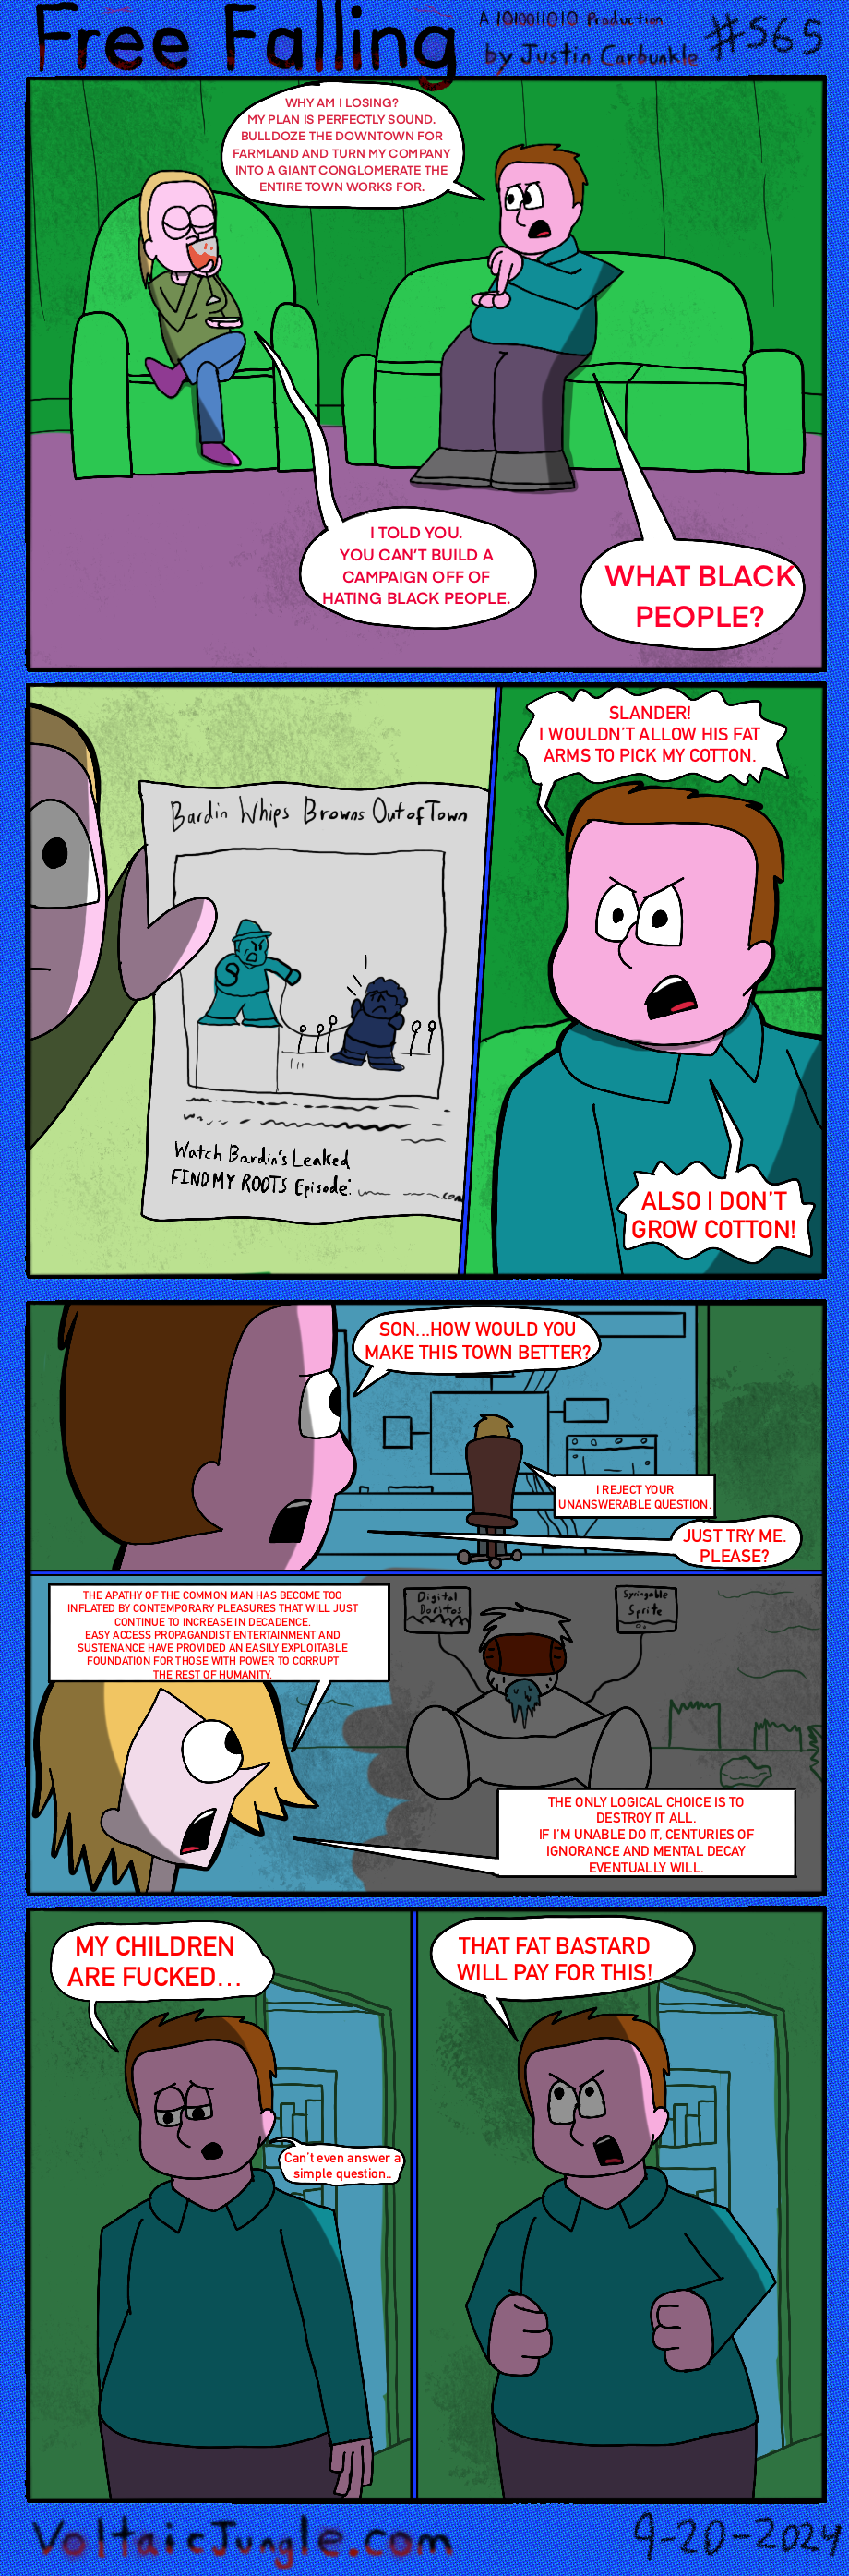 Free Falling
A 1010011010 Production
by Justin Carbunkle
#565
WHY AM I LOSING?
MY PLAN IS PERFECTLY SOUND.
BULLDOZE THE DOWNTOWN FOR
FARMLAND AND TURN MY COMPANY
INTO A GIANT CONGLOMERATE THE
ENTIRE TOWN WORKS FOR.
I TOLD YOU.
YOU CAN'T BUILD A
CAMPAIGN OFF OF
HATING BLACK PEOPLE.
WHAT BLACK
PEOPLE?
Bardin Whips Browns Out of Town
Watch Bardin's Leaked
FIND MY ROOTS Episode:
.com
SLANDER!
I WOULDN'T ALLOW HIS FAT
ARMS TO PICK MY COTTON.
ALSO I DON'T
GROW COTTON!
SON...HOW WOULD YOU
MAKE THIS TOWN BETTER?
I REJECT YOUR
UNANSWERABLE QUESTION.
JUST TRY ME.
PLEASE?
THE APATHY OF THE COMMON MAN HAS BECOME TOO
INFLATED BY CONTEMPORARY PLEASURES THAT WILL JUST
CONTINUE TO INCREASE IN DECADENCE.
EASY ACCESS PROPAGANDIST ENTERTAINMENT AND
SUSTENANCE HAVE PROVIDED AN EASILY EXPLOITABLE
FOUNDATION FOR THOSE WITH POWER TO CORRUPT
THE REST OF HUMANITY.
Digital
Doritos
Syringable
Sprite
THE ONLY LOGICAL CHOICE IS TO
DESTROY IT ALL.
IF I'M UNABLE DO IT, CENTURIES OF
IGNORANCE AND MENTAL DECAY
EVENTUALLY WILL.
MY CHILDREN
ARE FUCKED...
Can't even answer a
simple question..
THAT FAT BASTARD
WILL PAY FOR THIS!
VoltaicJungle.com
9-20-2024